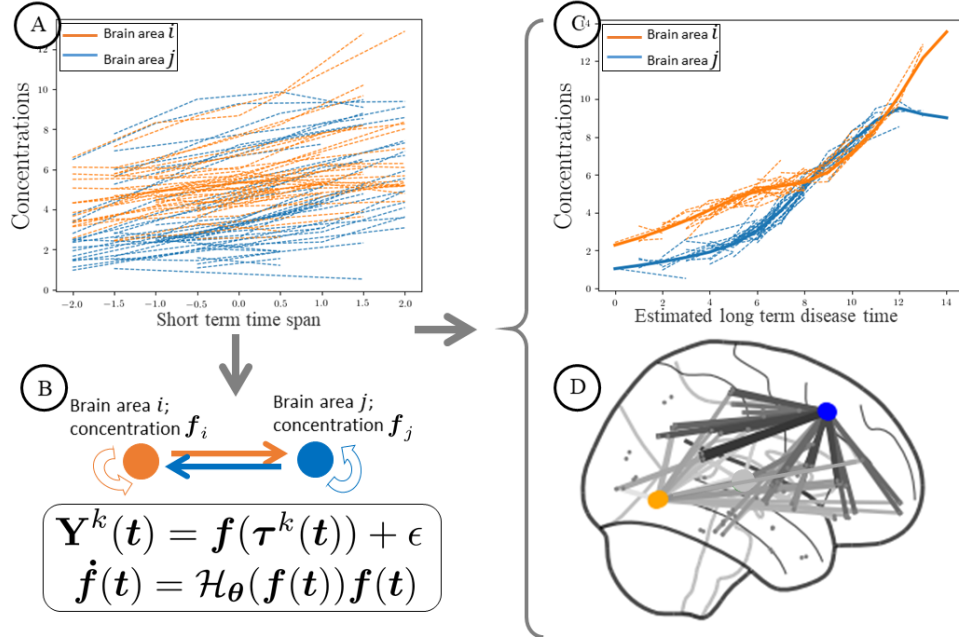 A
Brain area i
Brain area j
Concentrations
12
10
8
6
4
2
0
−2.0 −1.5 −1.0 −0.5 0.0 0.5 1.0 1.5 2.0
Short term time span
B
Brain area i;
concentration f_i
Brain area j;
concentration f_j
Y^k(t) = f(τ^k(t)) + ϵ
ḟ(t) = ℋ_θ(f(t))f(t)
C
14
Brain area i
Brain area j
Concentrations
12
10
8
6
4
2
0
0 2 4 6 8 10 12 14
Estimated long term disease time
D